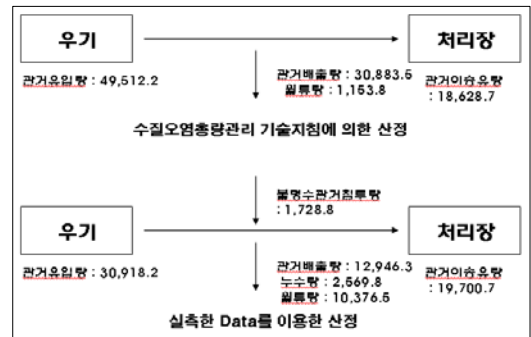 우기
처리장
관거유입량 : 49,512.2
관거배출량 : 30,883.5
월류량 : 1,153.8
관거이송유량
: 18,628.7
수질오염총량관리 기술지침에 의한 산정
불명수관거침투량
: 1,728.8
우기
처리장
관거유입량 : 30,918.2
관거배출량 : 12,946.3
누수량 : 2,569.8
월류량 : 10,376.5
관거이송유량
: 19,700.7
실측한 Data를 이용한 산정